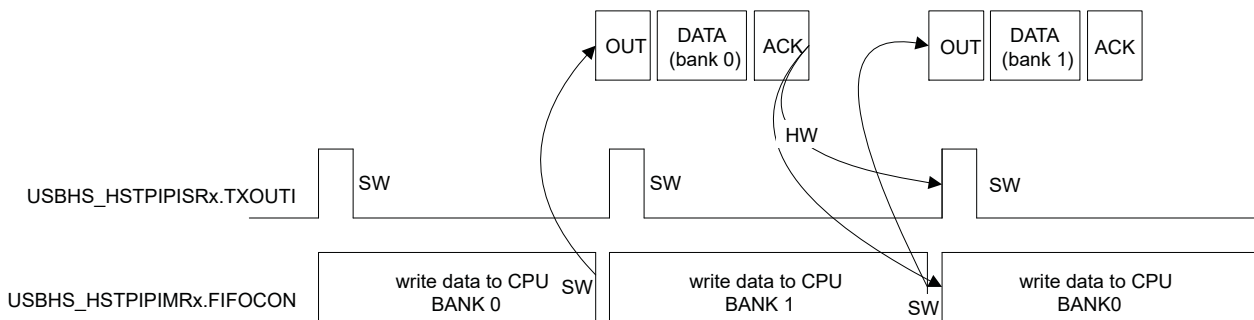 OUT
DATA
(bank 0)
ACK
OUT
DATA
(bank 1)
ACK
HW
USBHS_HSTPIPISRx.TXOUTI
SW
SW
SW
USBHS_HSTPIPIMRx.FIFOCON
write data to CPU
BANK 0
SW
write data to CPU
BANK 1
SW
write data to CPU
BANK0